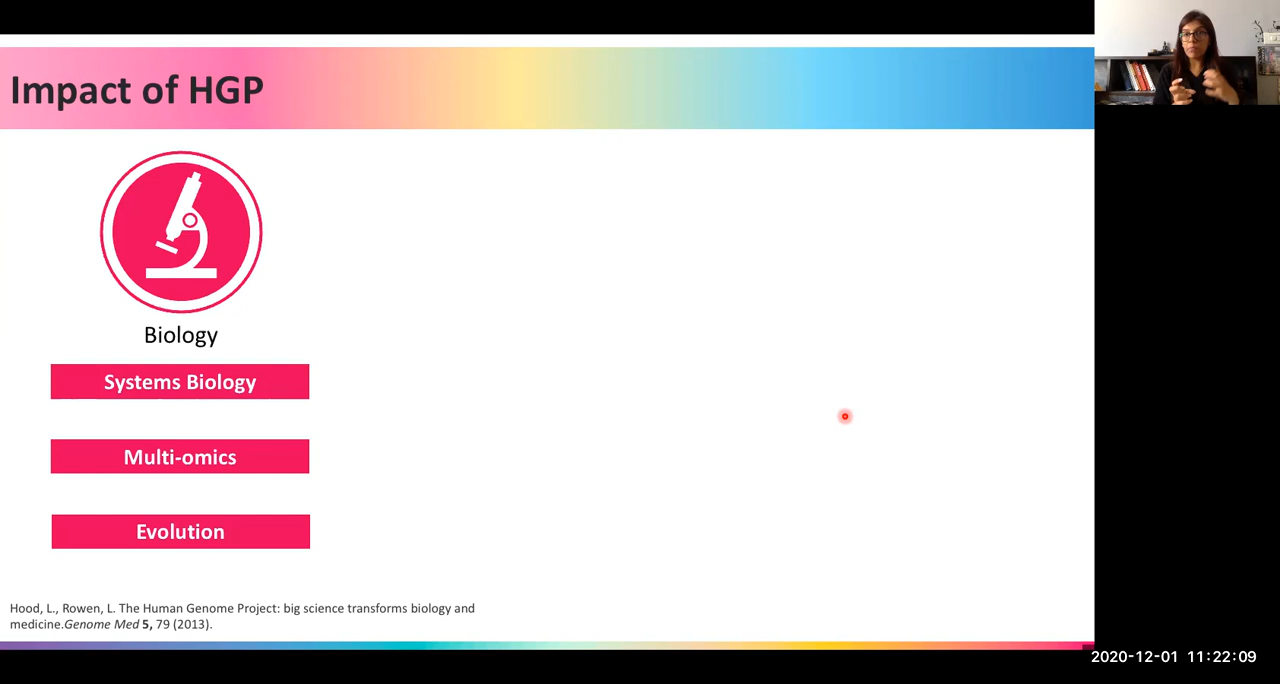 Impact of HGP
Biology
Systems Biology
Multi-omics
Evolution
Hood, L., Rowen, L. The Human Genome Project: big science transforms biology and
medicine.Genome Med 5, 79 (2013).
2020-12-01 11:22:09